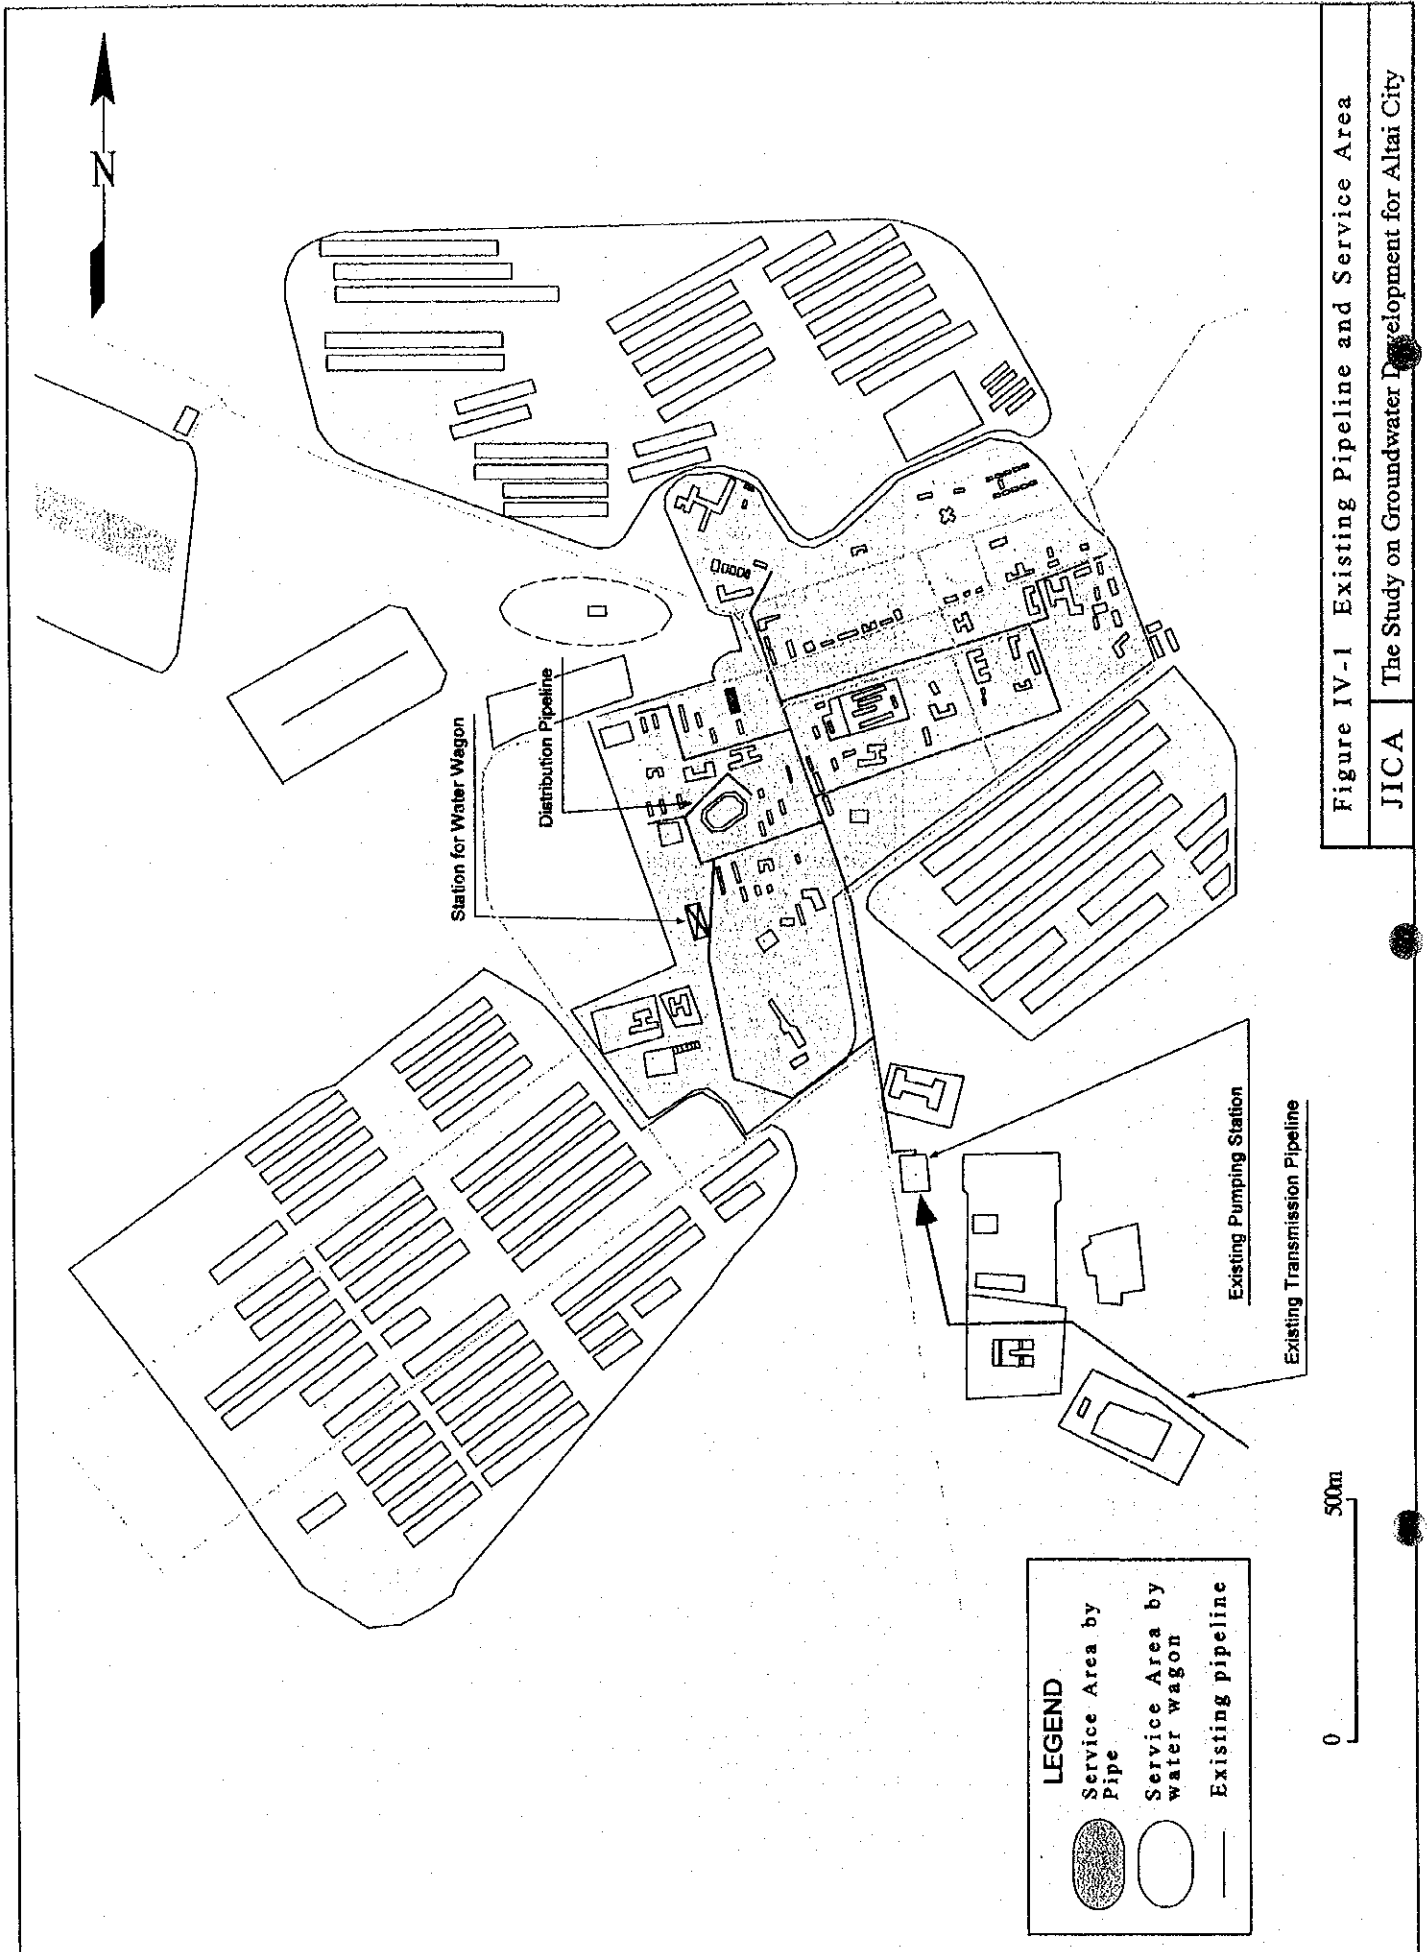 N
Station for Water Wagon
Distribution Pipeline
Existing Pumping Station
Existing Transmission Pipeline
LEGEND
Service Area by
Pipe
Service Area by
water wagon
Existing pipeline
0
500m
Figure IV-1 Existing Pipeline and Service Area
JICA
The Study on Groundwater Development for Altai City